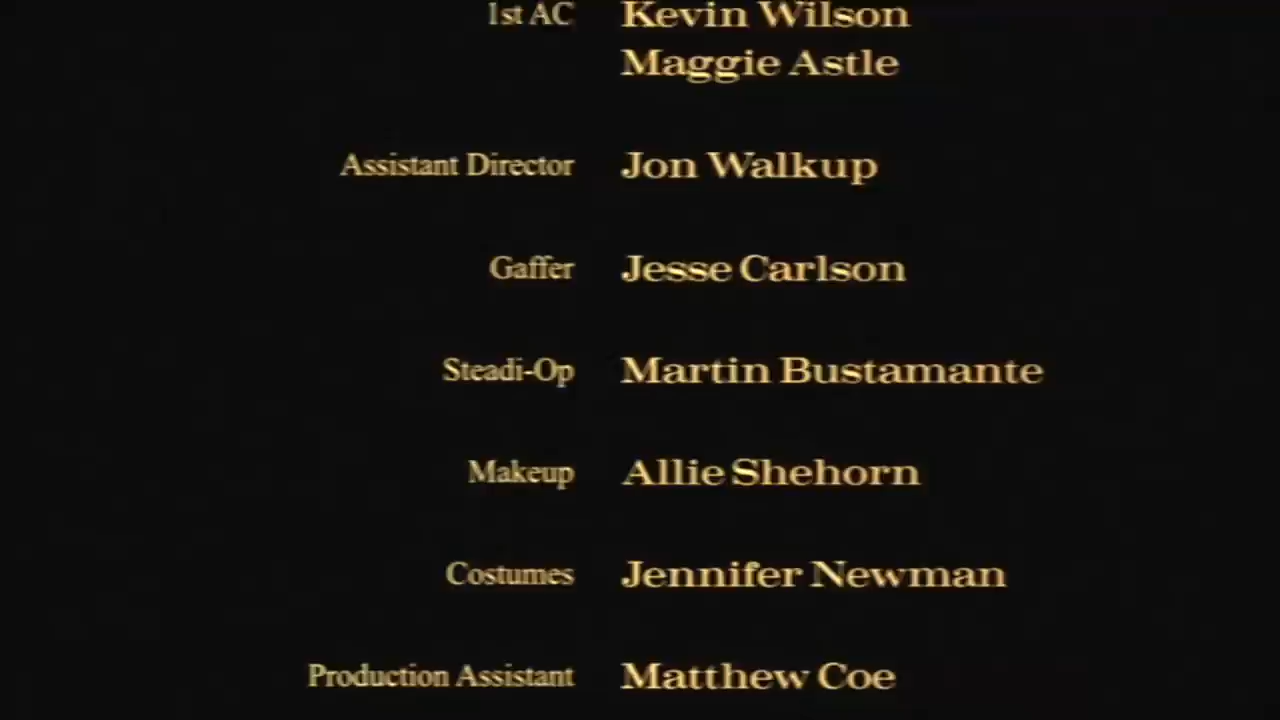 1st AC Kevin Wilson
Maggie Astle
Assistant Director Jon Walkup
Gaffer Jesse Carlson
Steadi-Op Martin Bustamante
Makeup Allie Shehorn
Costumes Jennifer Newman
Production Assistant Matthew Coe